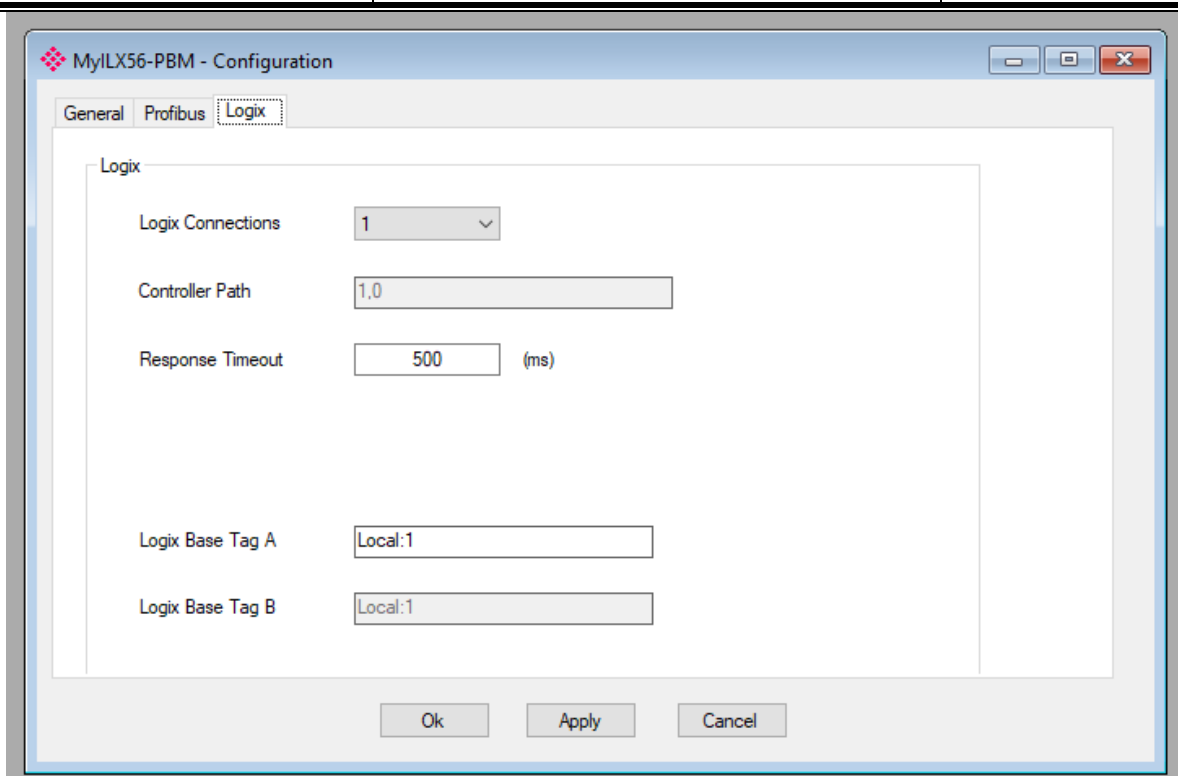 MyILX56-PBM - Configuration
General Profibus Logix
Logix
Logix Connections 1
Controller Path 1,0
Response Timeout 500 (ms)
Logix Base Tag A Local:1
Logix Base Tag B Local:1
Ok Apply Cancel